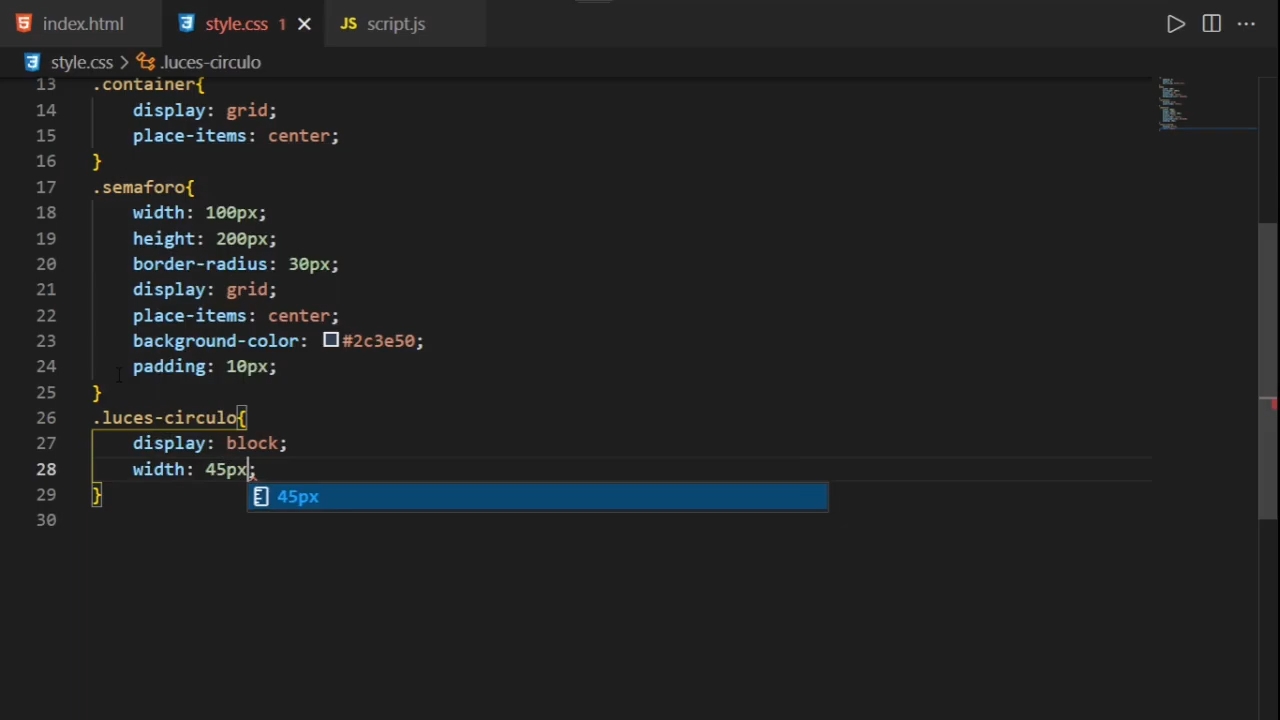 index.html
style.css 1
JS script.js
style.css > .luces-circulo
13 .container{
14 display: grid;
15 place-items: center;
16 }
17 .semaforo{
18 width: 100px;
19 height: 200px;
20 border-radius: 30px;
21 display: grid;
22 place-items: center;
23 background-color: #2c3e50;
24 padding: 10px;
25 }
26 .luces-circulo{
27 display: block;
28 width: 45px;
29 }
45px
30